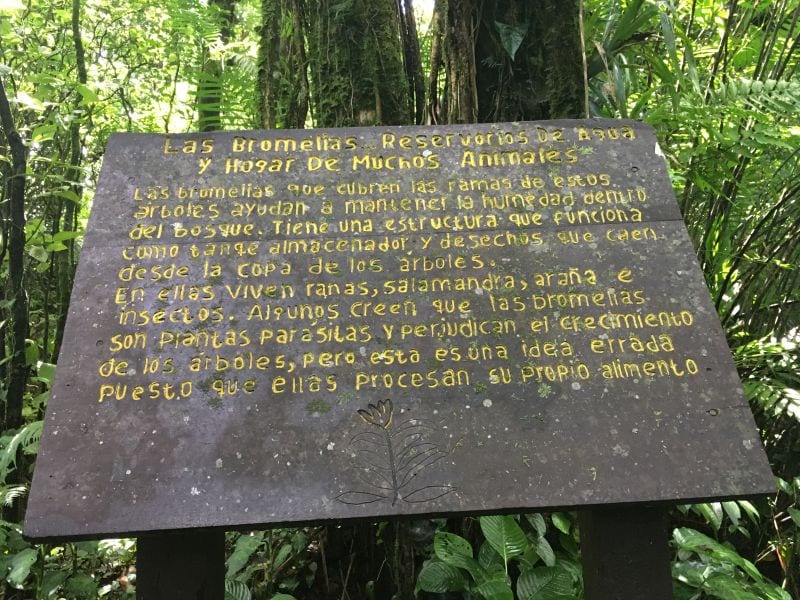 Las Bromelias Reservorios De Agua
y Hogar De Muchos Animales
Las bromelias que cubren las ramas de estos
árboles ayudan a mantener la humedad dentro
del bosque. Tiene una estructura que funciona
como tanqe almacenador y desechos que caen
desde la copa de los árboles.
En ellas viven ranas, salamandra, araña e
insectos. Algunos creen que las bromelias
son plantas parásitas y perjudican el crecimiento
de los árboles, pero esta es una idea errada
puesto que ellas procesan su propio alimento